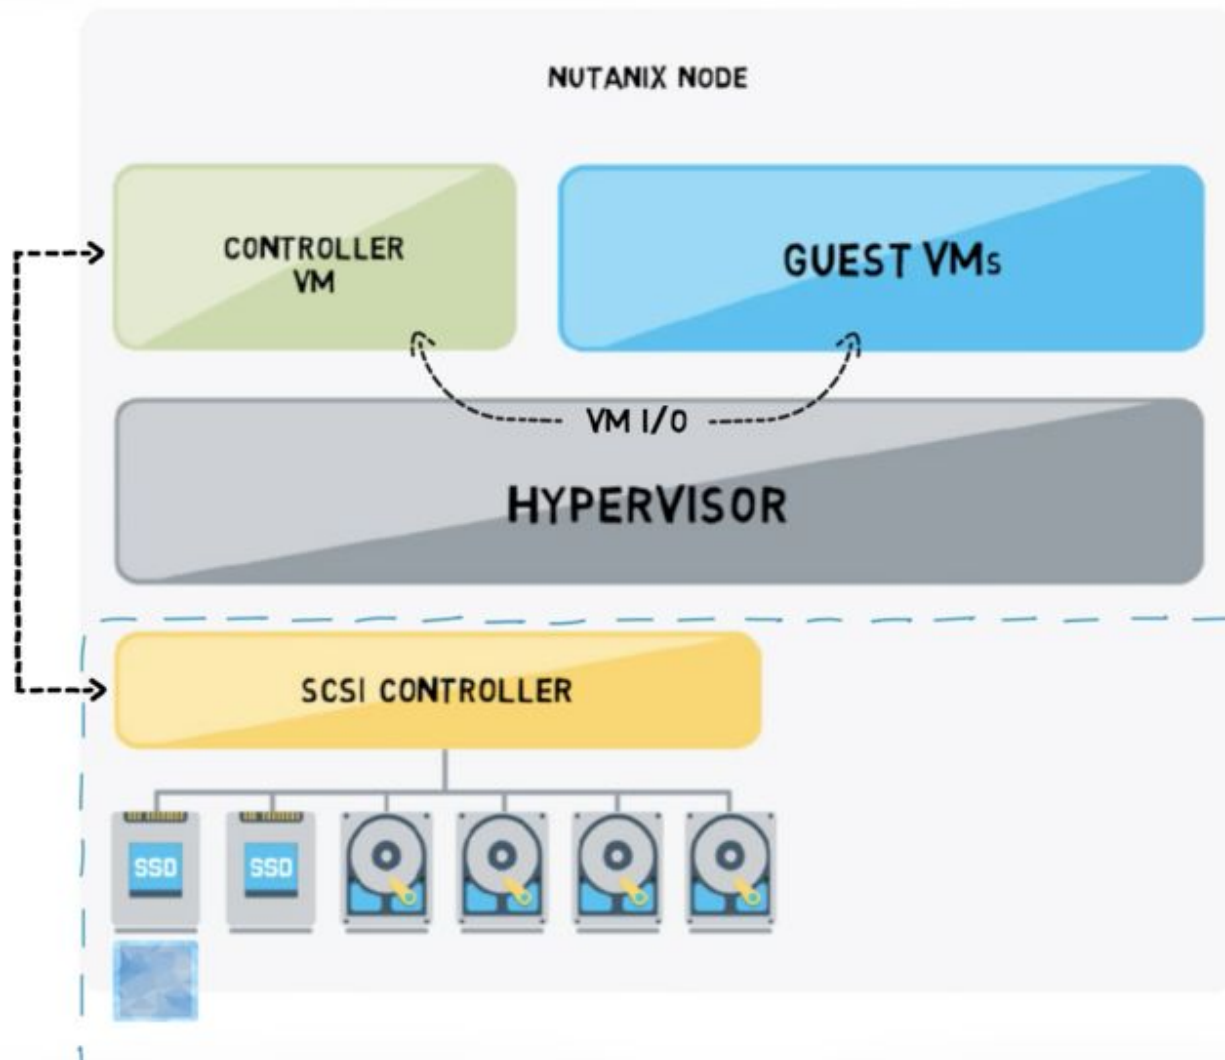 NUTANIX NODE
CONTROLLER
VM
GUEST VMs
VM I/O
HYPERVISOR
SCSI CONTROLLER
SSD
SSD